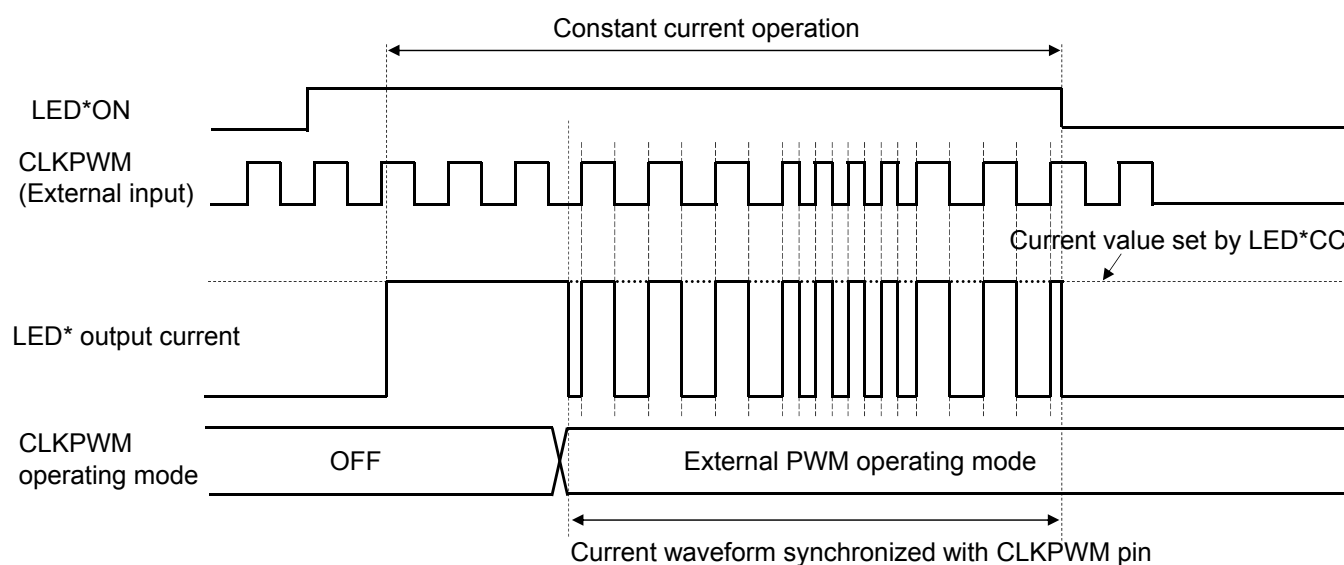 Constant current operation
LED*ON
CLKPWM
(External input)
Current value set by LED*CC
LED* output current
CLKPWM
operating mode
OFF
External PWM operating mode
Current waveform synchronized with CLKPWM pin